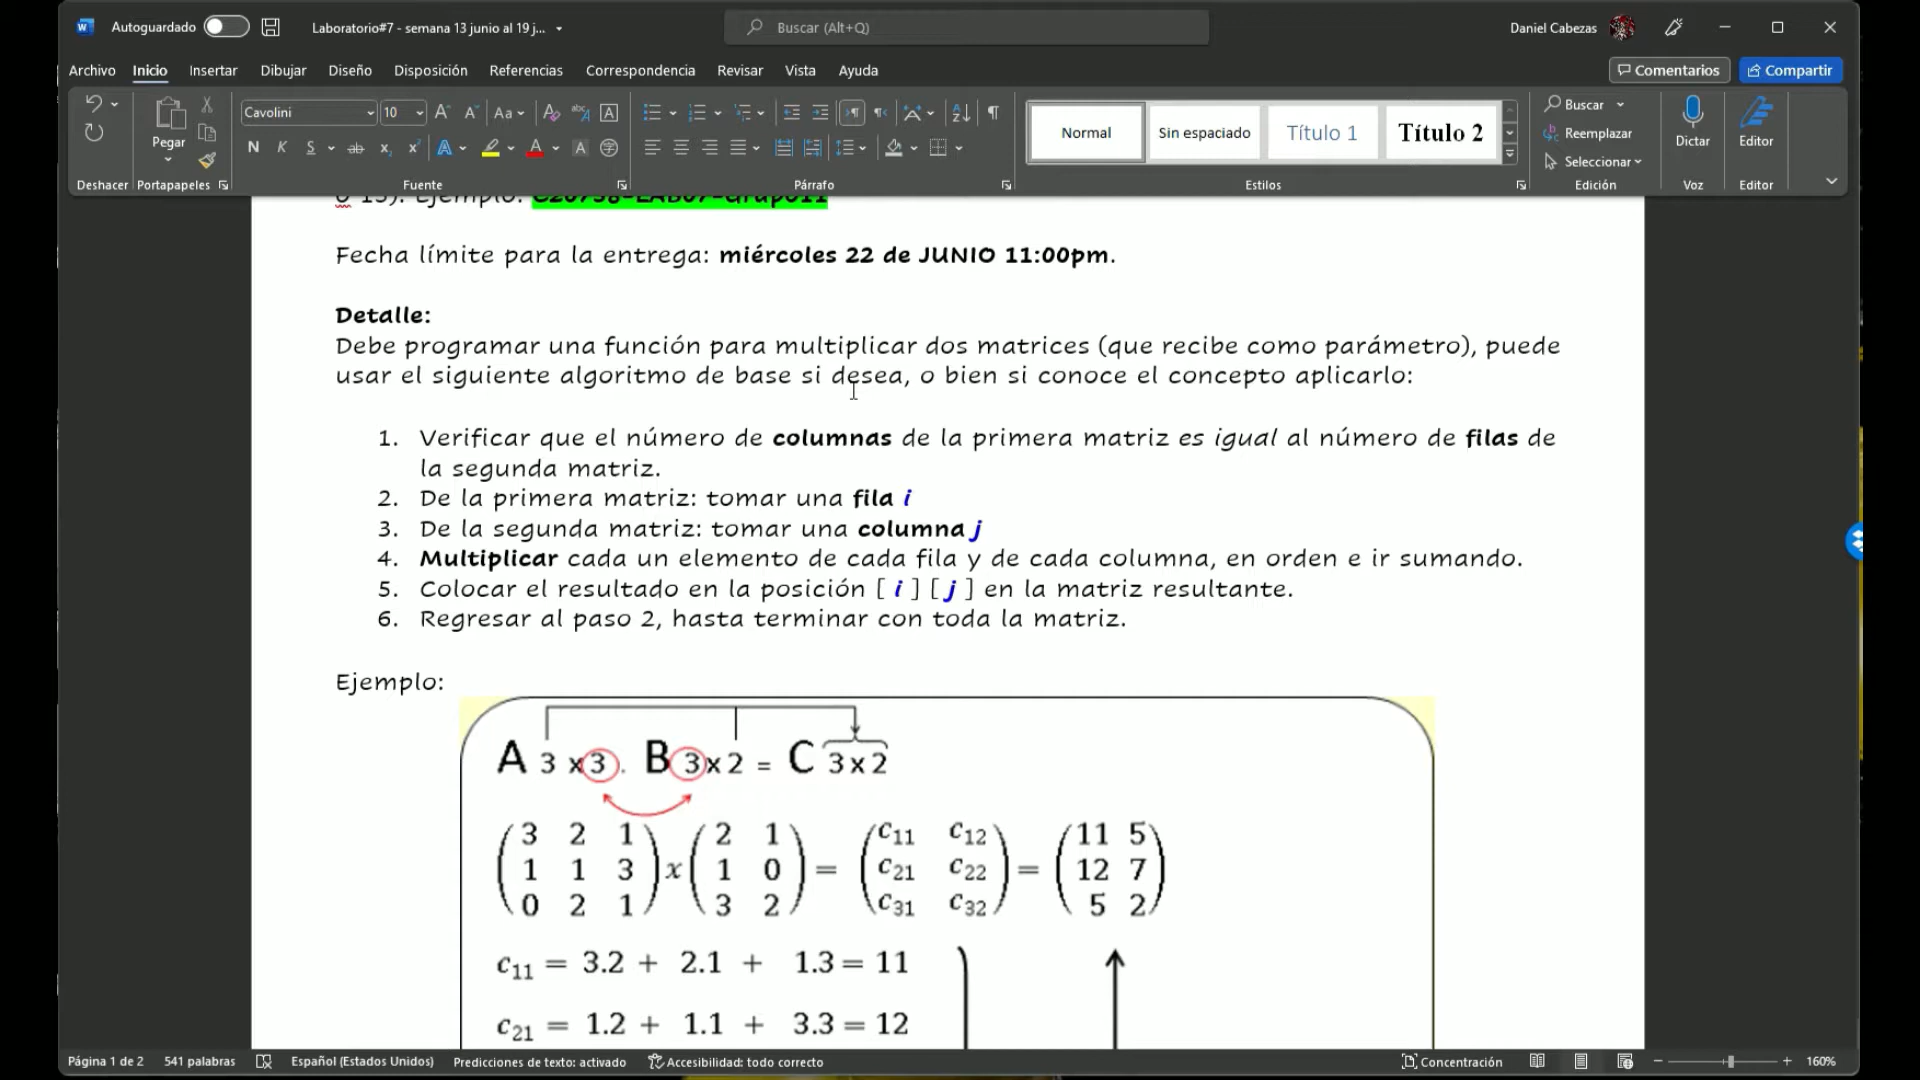 Autoguardado
Laboratorio#7 - semana 13 junio al 19 j...
Buscar (Alt+Q)
Daniel Cabezas
Archivo Inicio Insertar Dibujar Diseño Disposición Referencias Correspondencia Revisar Vista Ayuda
Comentarios Compartir
Pegar
Cavolini 10
Normal Sin espaciado Título 1 Título 2
Buscar
Reemplazar
Seleccionar
Dictar
Editor
Deshacer Portapapeles Fuente Párrafo Estilos Edición Voz Editor
o 15). Ejemplo: C20738-LAB07-Grupo11
Fecha límite para la entrega: miércoles 22 de JUNIO 11:00pm.
Detalle:
Debe programar una función para multiplicar dos matrices (que recibe como parámetro), puede
usar el siguiente algoritmo de base si desea, o bien si conoce el concepto aplicarlo:
1. Verificar que el número de columnas de la primera matriz es igual al número de filas de
la segunda matriz.
2. De la primera matriz: tomar una fila i
3. De la segunda matriz: tomar una columna j
4. Multiplicar cada un elemento de cada fila y de cada columna, en orden e ir sumando.
5. Colocar el resultado en la posición [ i ] [ j ] en la matriz resultante.
6. Regresar al paso 2, hasta terminar con toda la matriz.
Ejemplo:
A 3 x 3 . B 3 x 2 = C 3 x 2
3 2 1 2 1 c11 c12 11 5
1 1 3 x 1 0 = c21 c22 = 12 7
0 2 1 3 2 c31 c32 5 2
c11 = 3.2 + 2.1 + 1.3 = 11
c21 = 1.2 + 1.1 + 3.3 = 12
Página 1 de 2 541 palabras Español (Estados Unidos) Predicciones de texto: activado Accesibilidad: todo correcto Concentración 160%